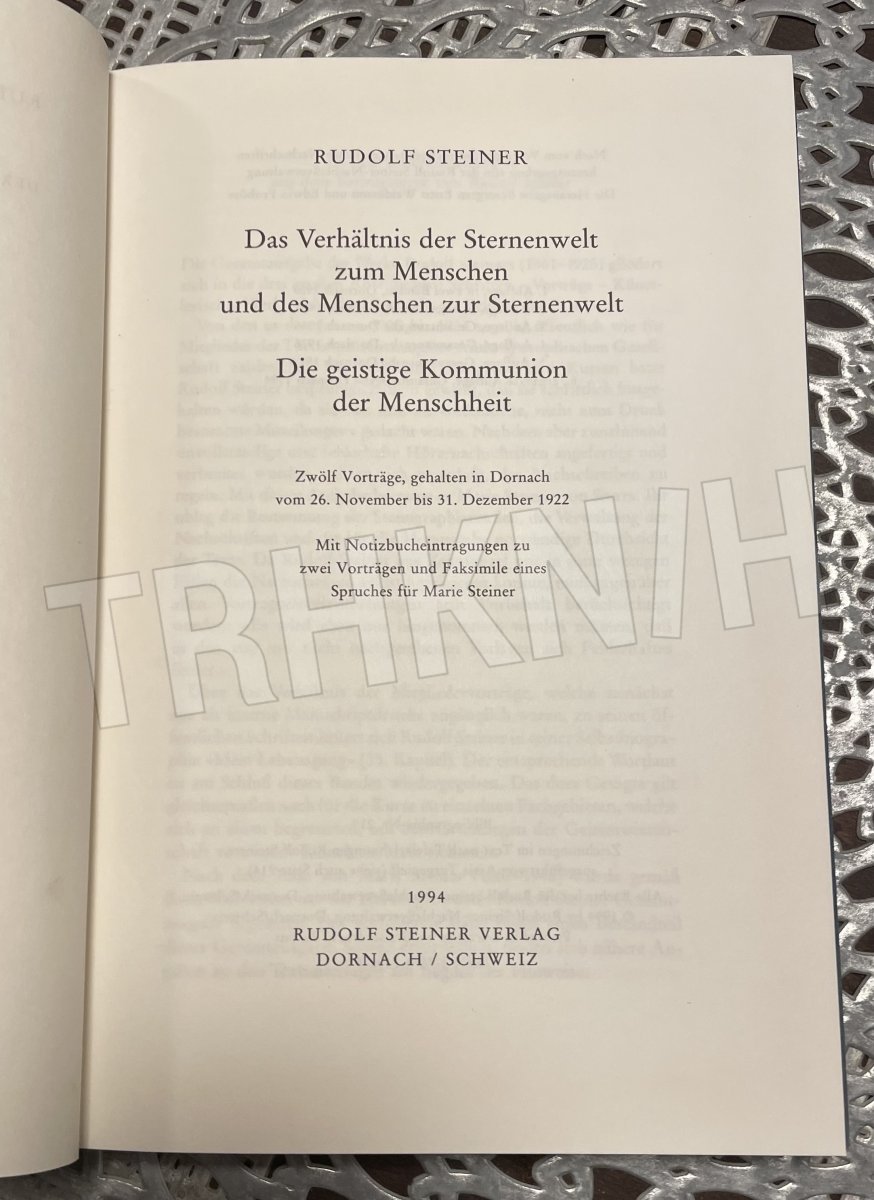 RUDOLF STEINER
Das Verhältnis der Sternenwelt
zum Menschen
und des Menschen zur Sternenwelt
Die geistige Kommunion
der Menschheit
Zwölf Vorträge, gehalten in Dornach
vom 26. November bis 31. Dezember 1922
Mit Notizbucheintragungen zu
zwei Vorträgen und Faksimile eines
Spruches für Marie Steiner
TRHKNIH
1994
RUDOLF STEINER VERLAG
DORNACH / SCHWEIZ